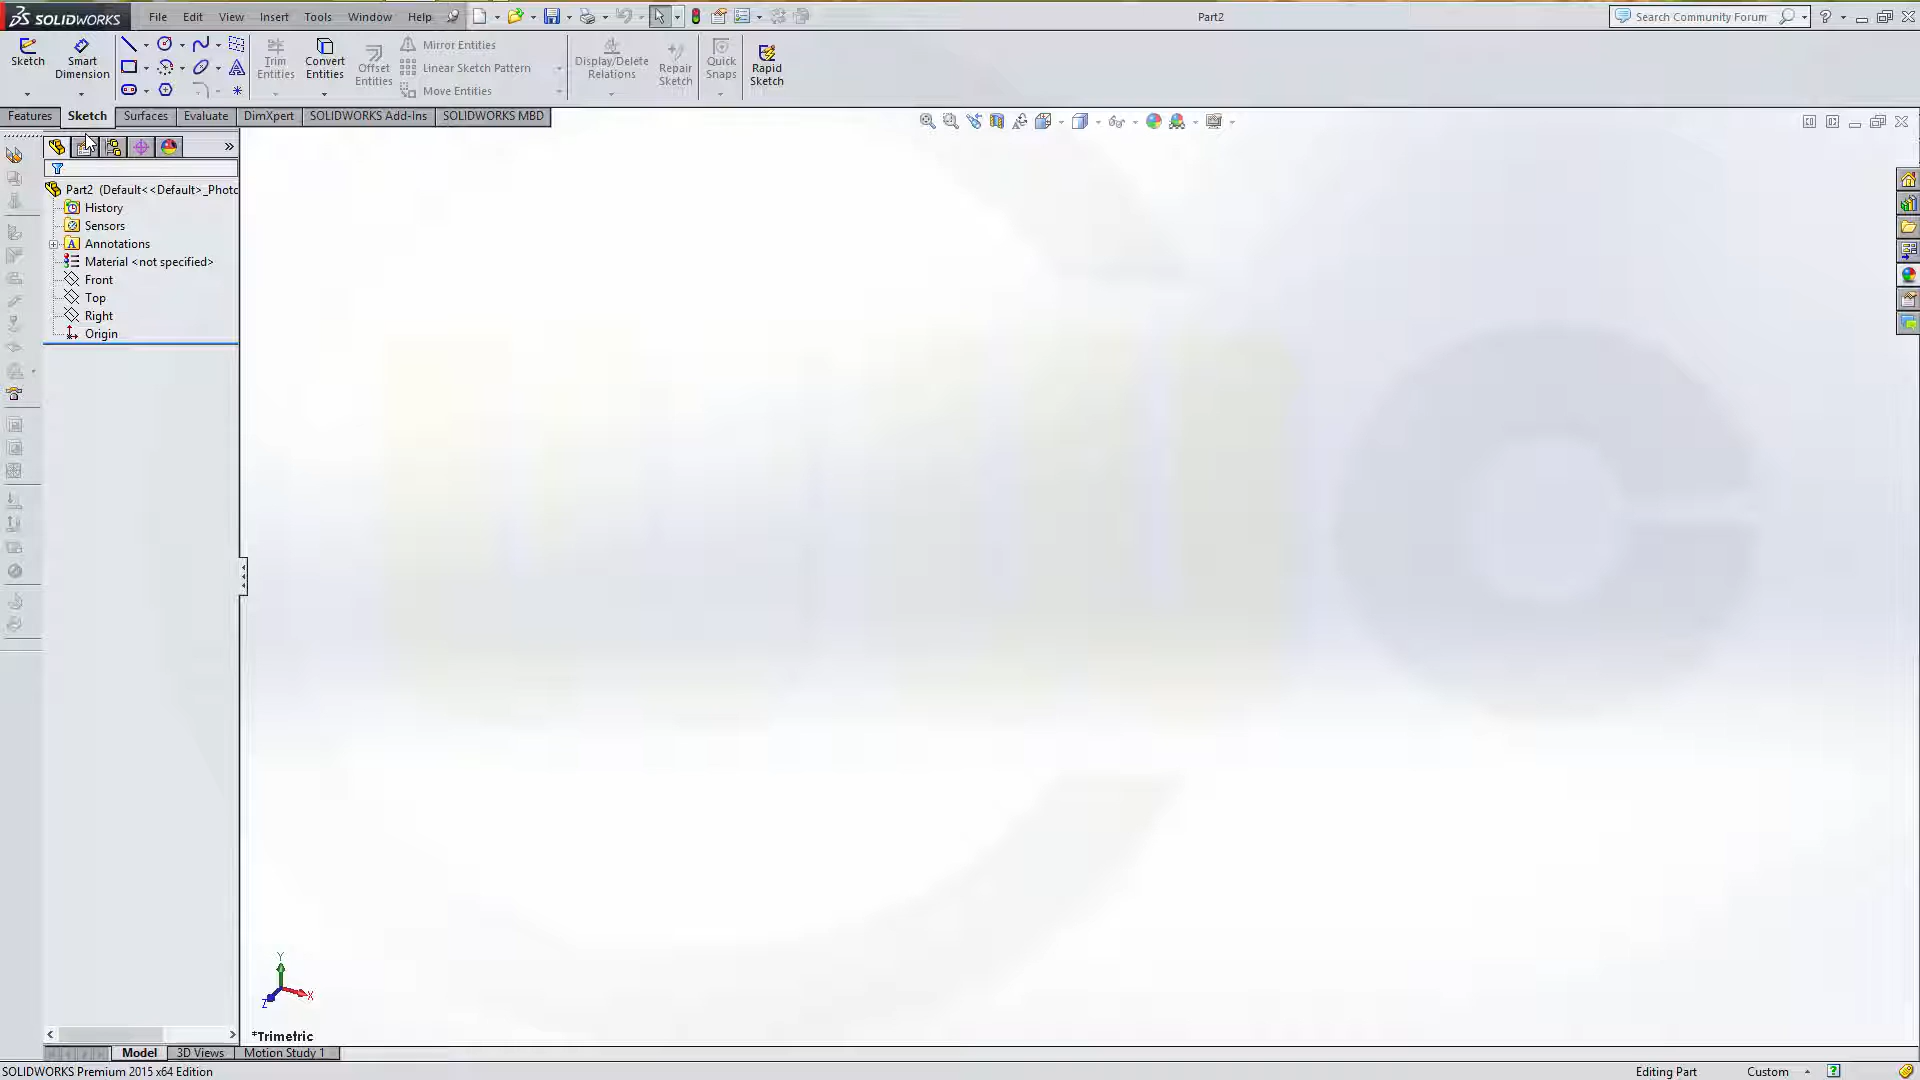 SOLIDWORKS File Edit View Insert Tools Window Help Part2 Search Community Forum
Sketch Smart Dimension Trim Entities Convert Entities Offset Entities Mirror Entities Linear Sketch Pattern Move Entities Display/Delete Relations Repair Sketch Quick Snaps Rapid Sketch
Features Sketch Surfaces Evaluate DimXpert SOLIDWORKS Add-Ins SOLIDWORKS MBD
Part2 (Default<<Default>_Photo
History
Sensors
Annotations
Material <not specified>
Front
Top
Right
Origin
Y
X
Z
*Trimetric
Model 3D Views Motion Study 1
SOLIDWORKS Premium 2015 x64 Edition Editing Part Custom